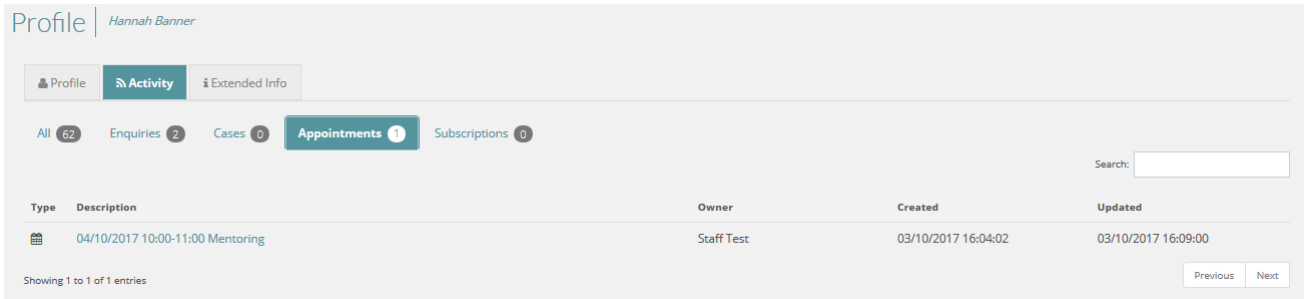 Profile Hannah Banner
Profile Activity Extended Info
All 62 Enquiries 2 Cases 0 Appointments 1 Subscriptions 0
Search:
Type Description Owner Created Updated
04/10/2017 10:00-11:00 Mentoring Staff Test 03/10/2017 16:04:02 03/10/2017 16:09:00
Showing 1 to 1 of 1 entries Previous Next